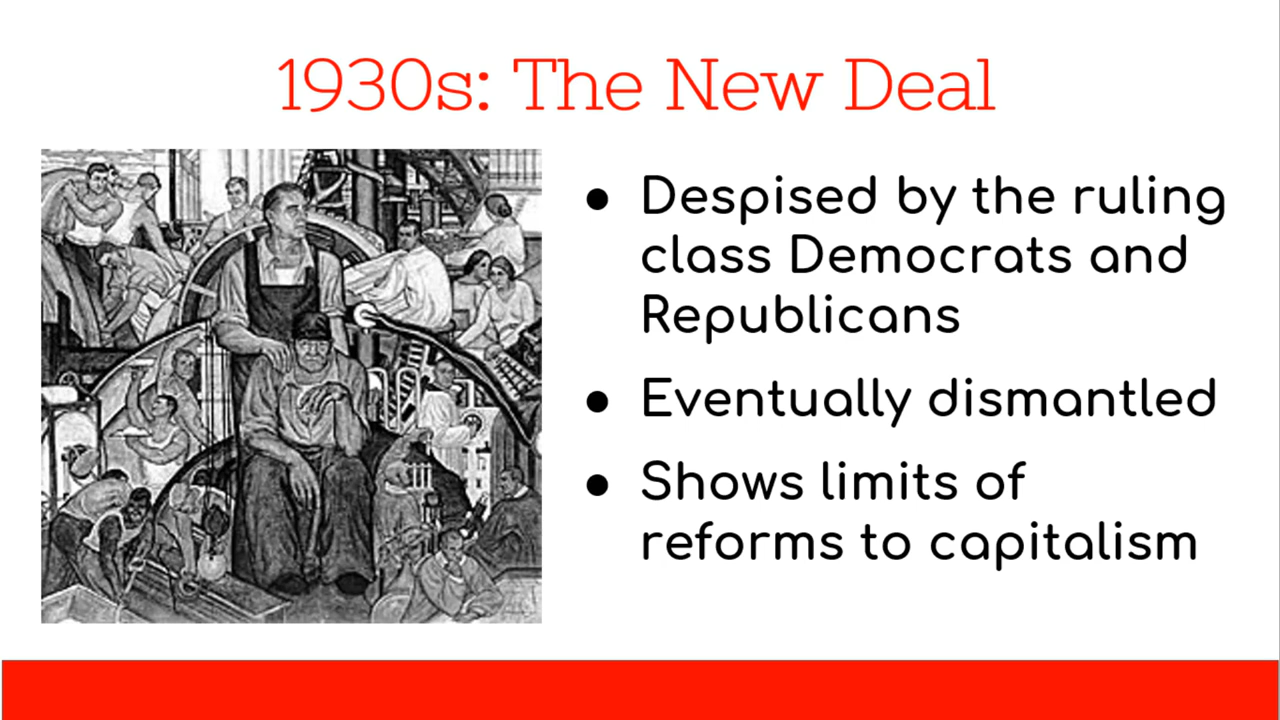 1930s: The New Deal
● Despised by the ruling
class Democrats and
Republicans
● Eventually dismantled
● Shows limits of
reforms to capitalism